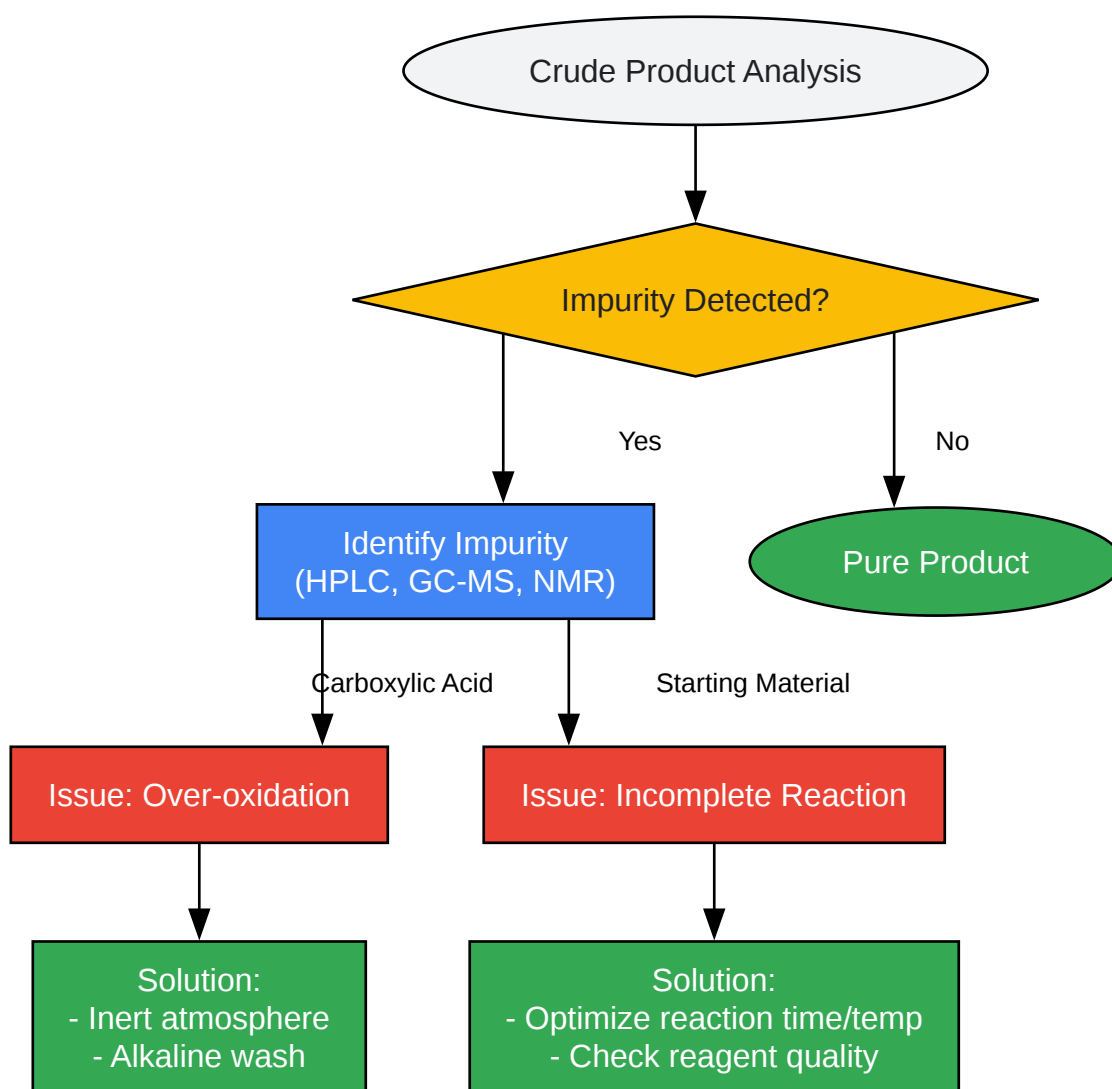 Crude Product Analysis
Impurity Detected?
Yes
No
Identify Impurity
(HPLC, GC-MS, NMR)
Pure Product
Carboxylic Acid
Starting Material
Issue: Over-oxidation
Issue: Incomplete Reaction
Solution:
- Inert atmosphere
- Alkaline wash
Solution:
- Optimize reaction time/temp
- Check reagent quality